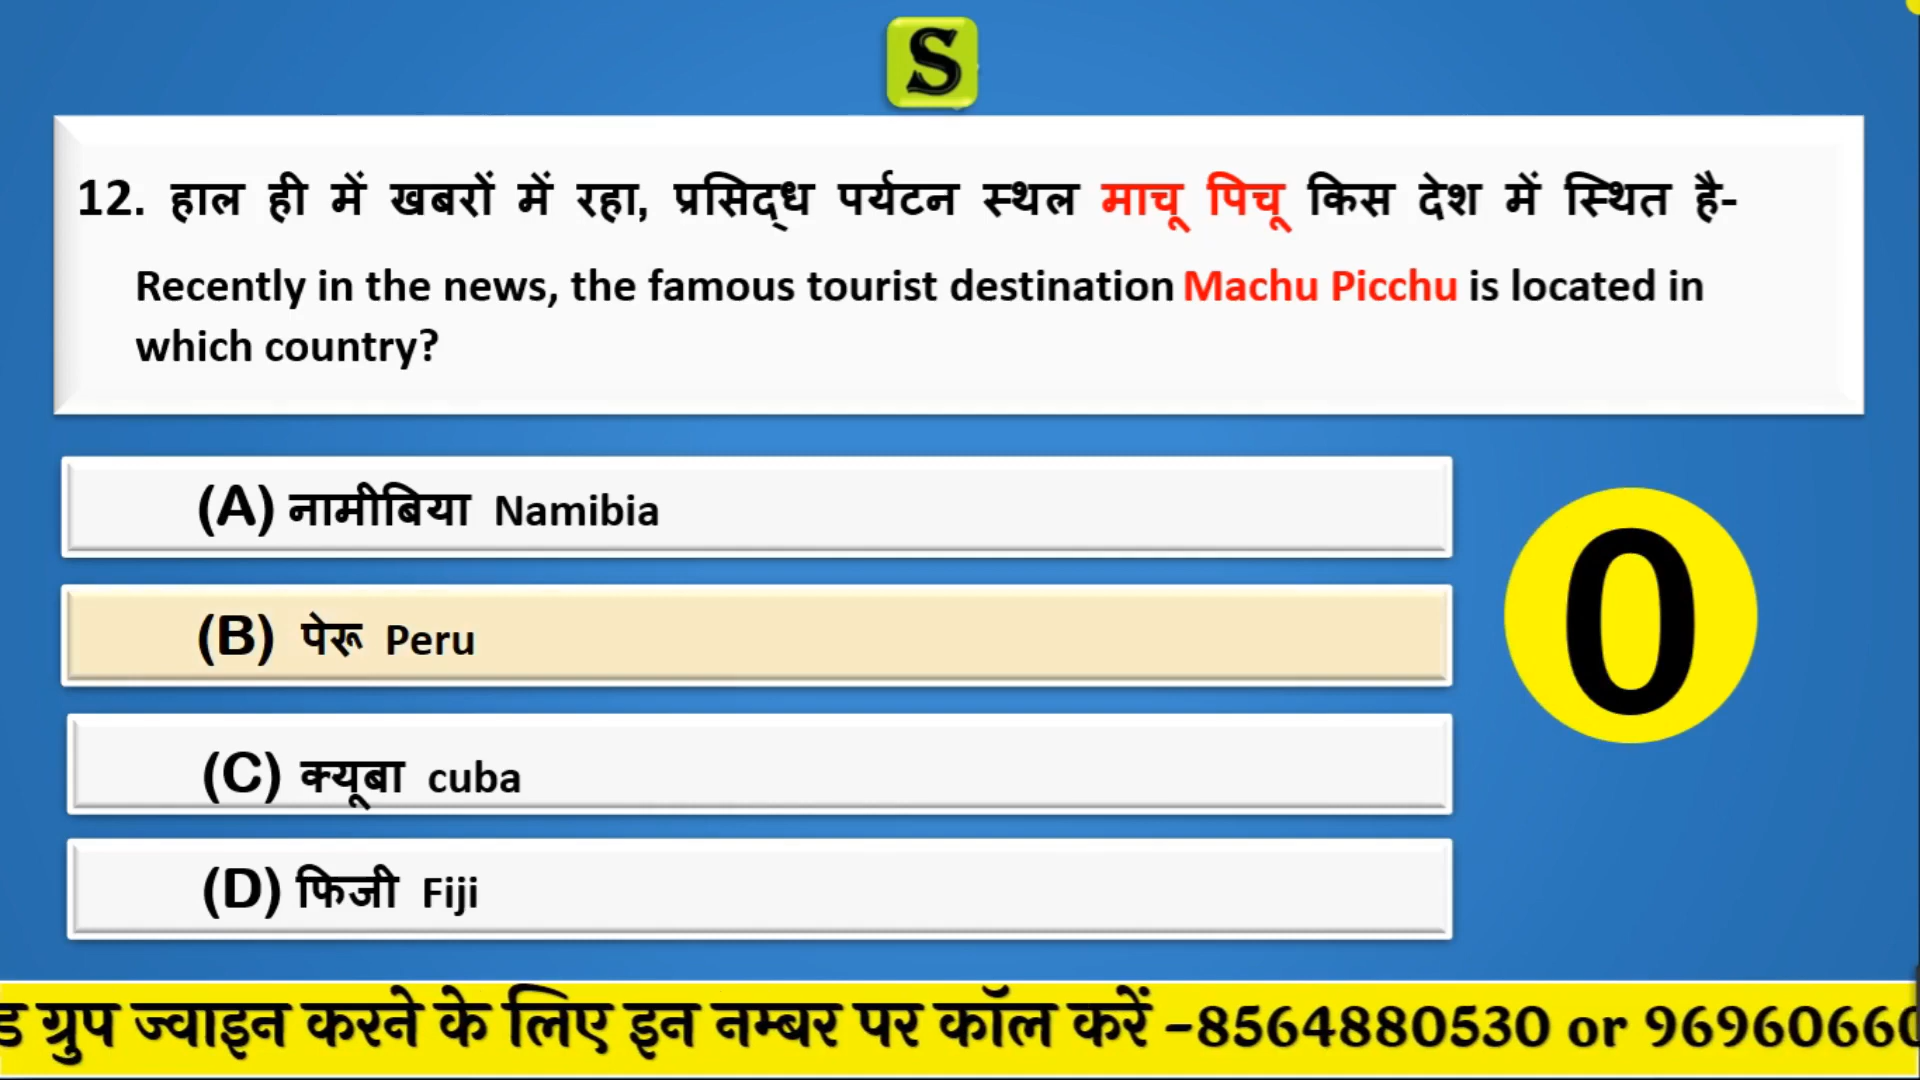 S
12. हाल ही में खबरों में रहा, प्रसिद्ध पर्यटन स्थल माचू पिचू किस देश में स्थित है-
Recently in the news, the famous tourist destination Machu Picchu is located in
which country?
(A) नामीबिया Namibia
(B) पेरू Peru
0
(C) क्यूबा cuba
(D) फिजी Fiji
ग्रुप ज्वाइन करने के लिए इन नम्बर पर कॉल करें –8564880530 or 96960660